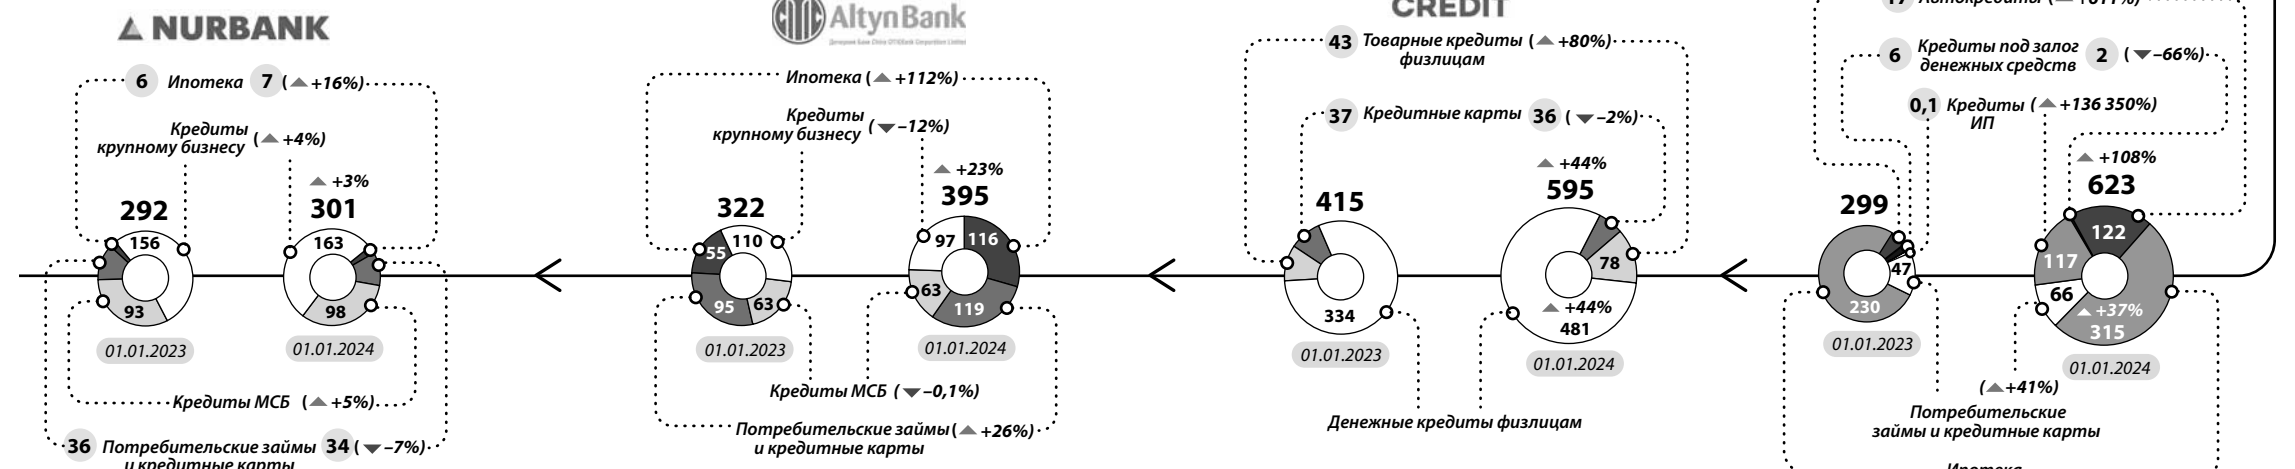 NURBANK
6 Ипотека 7 (▲+16%)
Кредиты
крупному бизнесу (▲+4%)
▲+3%
292
301
156
163
93
98
01.01.2023
01.01.2024
Кредиты МСБ (▲+5%)
36 Потребительские займы 34 (▼–7%)
и кредитные карты
Altyn Bank
Ипотека (▲+112%)
Кредиты
крупному бизнесу (▼–12%)
▲+23%
322
395
55
110
97
116
95
63
63
119
01.01.2023
01.01.2024
Кредиты МСБ (▼–0,1%)
Потребительские займы (▲+26%)
и кредитные карты
CREDIT
43 Товарные кредиты (▲+80%)
физлицам
37 Кредитные карты 36 (▼–2%)
▲+44%
415
595
78
334
▲+44%
481
01.01.2023
01.01.2024
Денежные кредиты физлицам
17 Автокредиты (▲+611%)
6 Кредиты под залог
денежных средств 2 (▼–66%)
0,1 Кредиты (▲+136 350%)
ИП
▲+108%
299
623
47
230
122
117
66
▲+37%
315
01.01.2023
01.01.2024
(▲+41%)
Потребительские
займы и кредитные карты
Ипотека